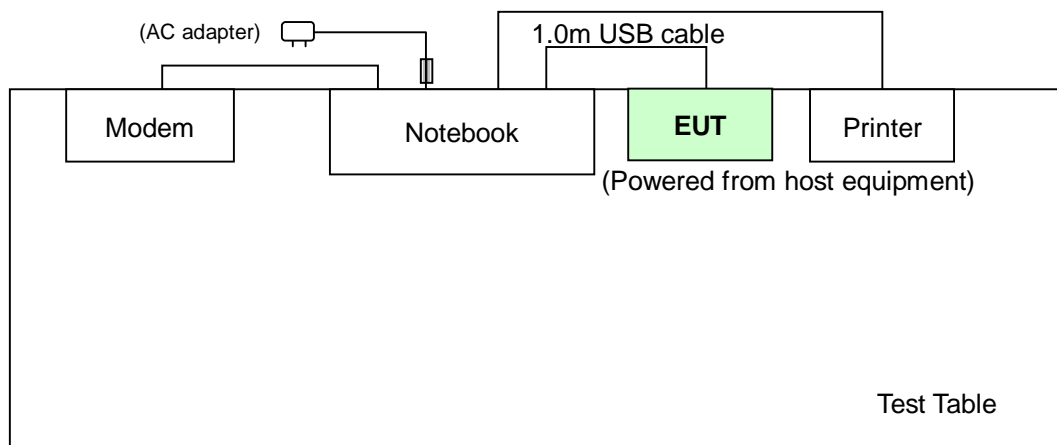 (AC adapter)
1.0m USB cable
Modem
Notebook
EUT
Printer
(Powered from host equipment)
Test Table